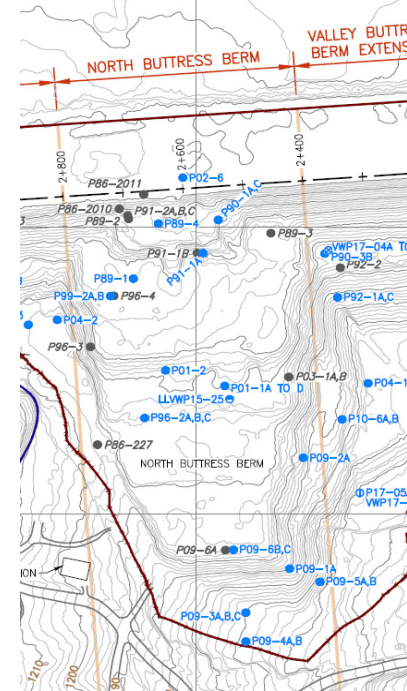 VALLEY BUTTR
NORTH BUTTRESS BERM
BERM EXTENS
2+800
2+600
2+400
P86-2011
P02-6
P86-2010
P91-2A,B,C
P90-1A,C
P89-2
P89-4
P89-3
P91-1B
P91-1A
VWP17-04A TO
P90-3B
P92-2
P89-1
P99-2A,B
P96-4
P92-1A,C
P04-2
P96-3
P01-2
P03-1A,B
P01-1A TO D
P04-1
LLVWP15-25
P96-2A,B,C
P10-6A,B
P86-227
P09-2A
NORTH BUTTRESS BERM
P17-05
VWP17-
P09-6A
P09-6B,C
ION
P09-1A
P09-5A,B
P09-3A,B,C
P09-4A,B
1210
1200